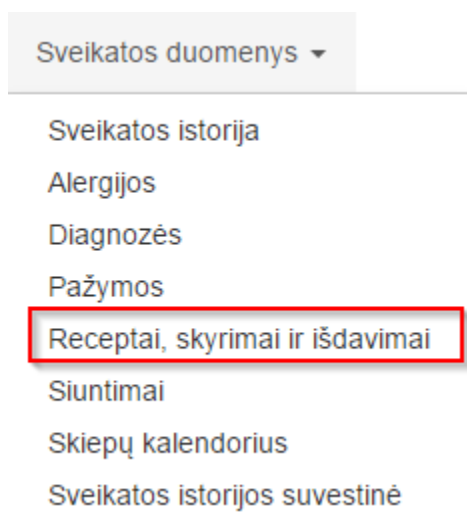 Sveikatos duomenys
Sveikatos istorija
Alergijos
Diagnozės
Pažymos
Receptai, skyrimai ir išdavimai
Siuntimai
Skiepų kalendorius
Sveikatos istorijos suvestinė